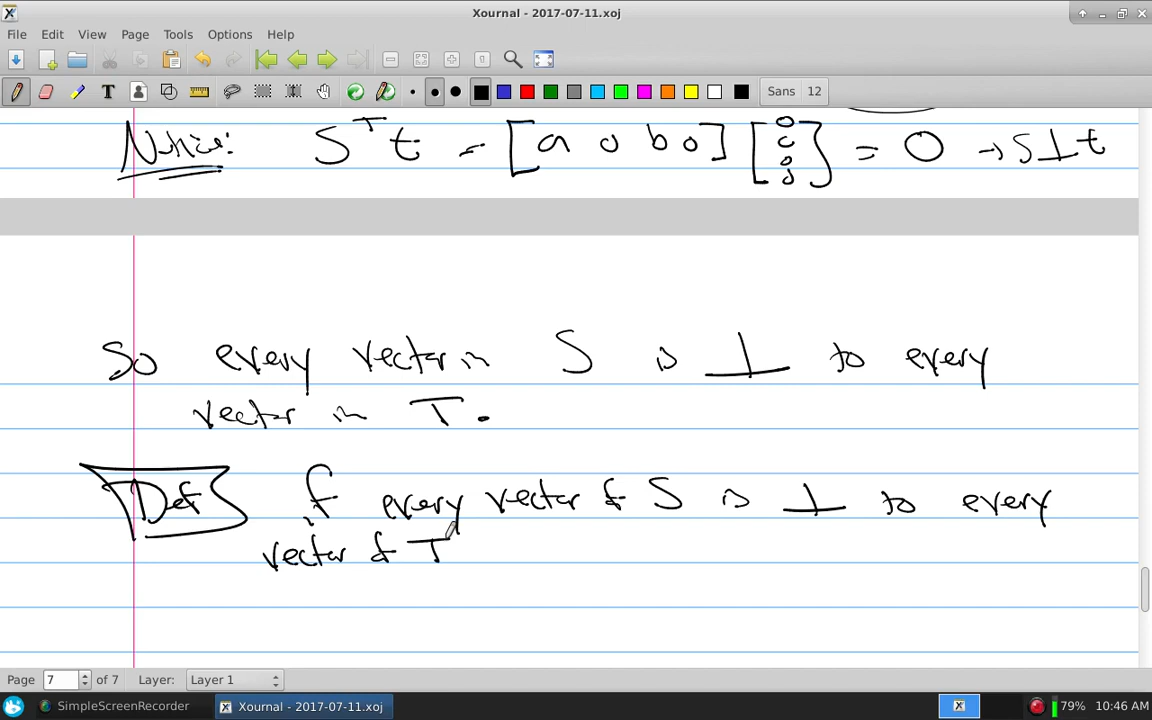 Xournal - 2017-07-11.xoj
File Edit View Page Tools Options Help
Sans 12
Notice: S^T t = [a 0 b 0] [0 c 0 d] = 0 → S ⊥ t
So every vector in S is ⊥ to every
vector in T.
Def If every vector of S is ⊥ to every
vector of T
Page 7 of 7 Layer: Layer 1
SimpleScreenRecorder Xournal - 2017-07-11.xoj 79% 10:46 AM